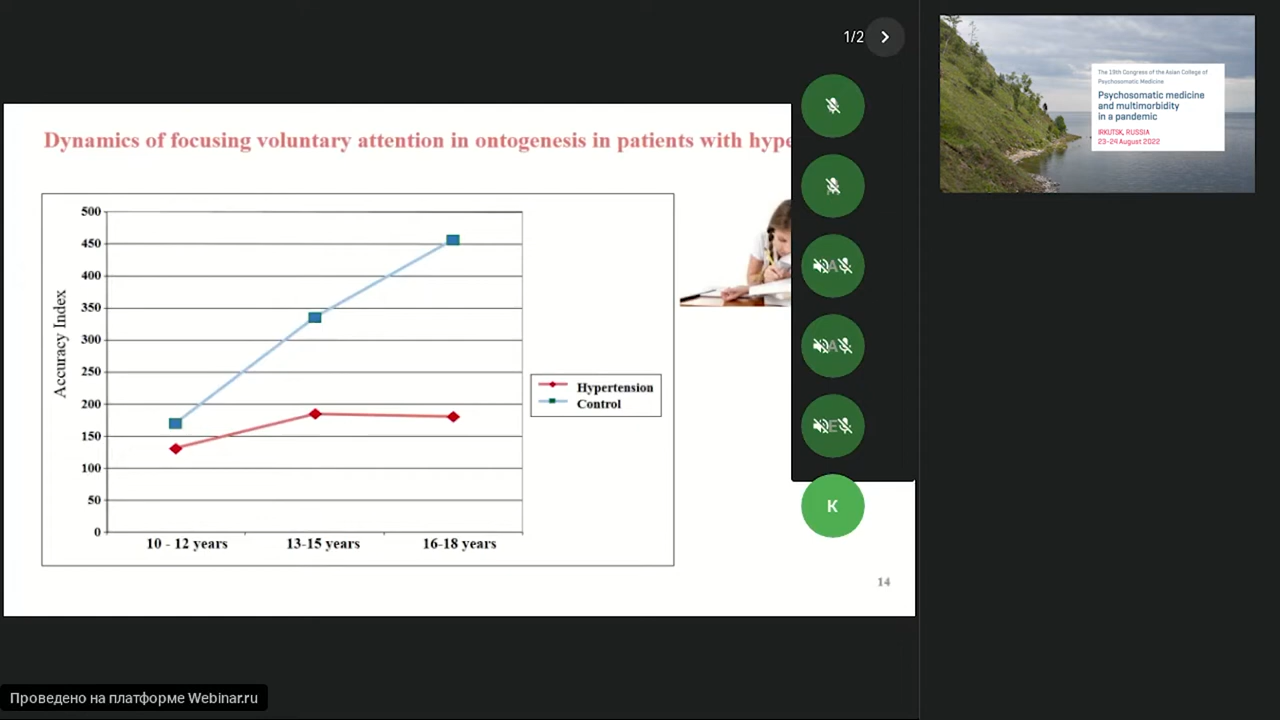 1/2
The 19th Congress of the Asian College of
Psychosomatic Medicine
Psychosomatic medicine
and multimorbidity
in a pandemic
IRKUTSK, RUSSIA
23-24 August 2022
Dynamics of focusing voluntary attention in ontogenesis in patients with hype
500
450
400
350
300
250
200
150
100
50
0
Accuracy Index
10 - 12 years
13-15 years
16-18 years
Hypertension
Control
A
A
E
K
14
Проведено на платформе Webinar.ru